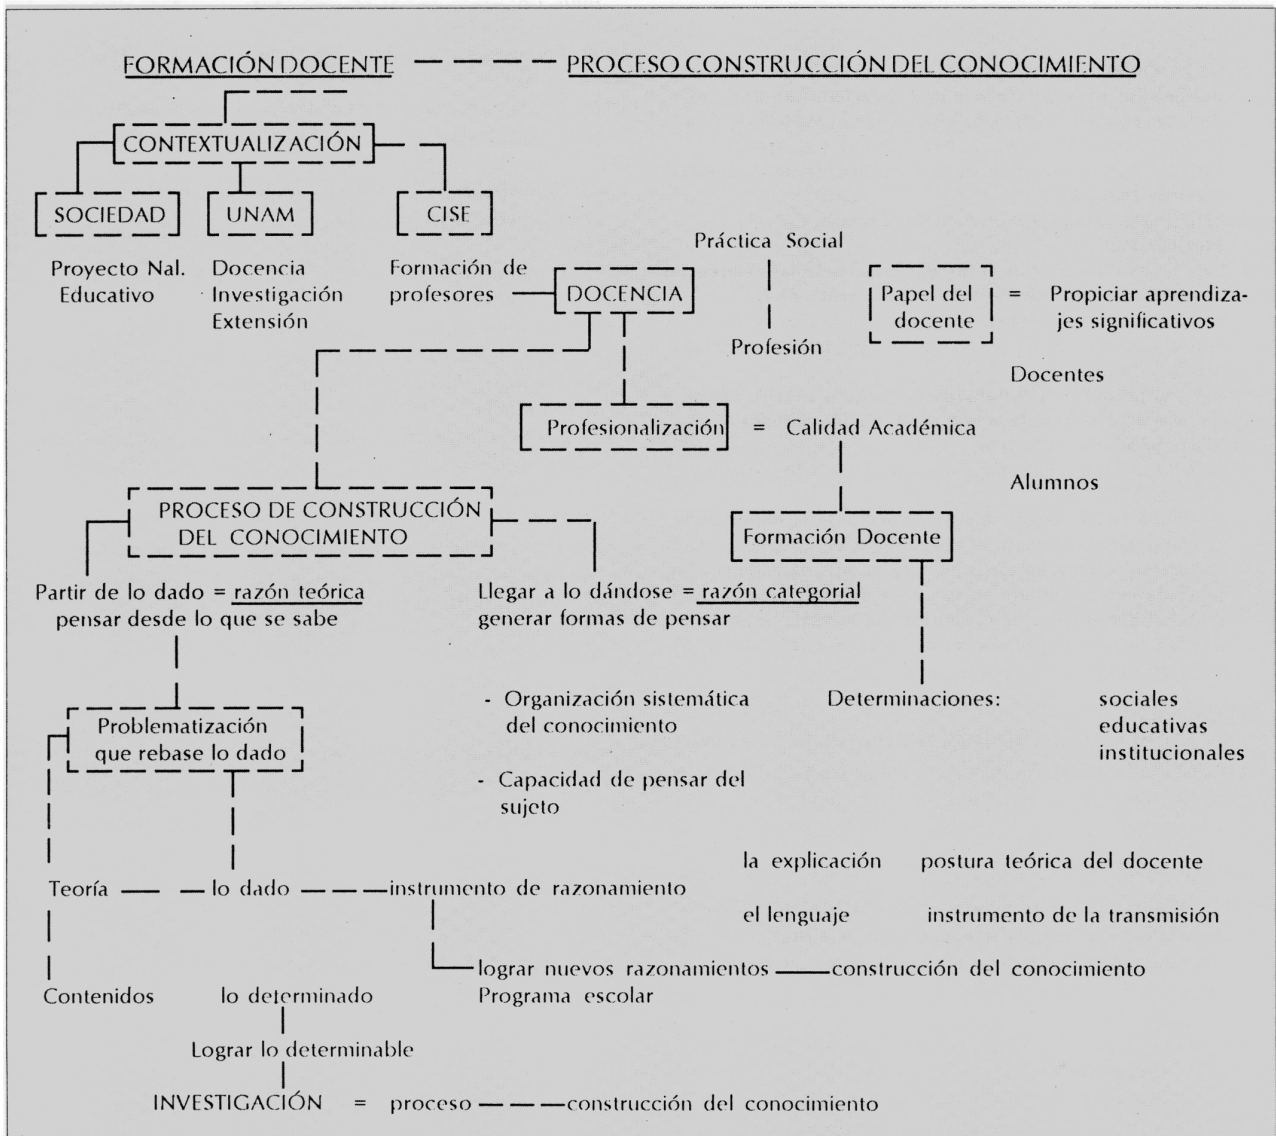 FORMACIÓN DOCENTE — — — — — PROCESO CONSTRUCCIÓN DEL CONOCIMIENTO
CONTEXTUALIZACIÓN
SOCIEDAD
UNAM
CISE
Proyecto Nal.
Educativo
Docencia
Investigación
Extensión
Formación de
profesores
DOCENCIA
Práctica Social
Profesión
Papel del
docente
= Propiciar aprendiza-
jes significativos
Docentes
Profesionalización = Calidad Académica
Alumnos
PROCESO DE CONSTRUCCIÓN
DEL CONOCIMIENTO
Formación Docente
Partir de lo dado = razón teórica
pensar desde lo que se sabe
Llegar a lo dándose = razón categorial
generar formas de pensar
- Organización sistemática
del conocimiento
- Capacidad de pensar del
sujeto
Determinaciones:
sociales
educativas
institucionales
Problematización
que rebase lo dado
la explicación postura teórica del docente
Teoría — — lo dado — — — instrumento de razonamiento
el lenguaje instrumento de la transmisión
lograr nuevos razonamientos — construcción del conocimiento
Programa escolar
Contenidos lo determinado
Lograr lo determinable
INVESTIGACIÓN = proceso — — — construcción del conocimiento